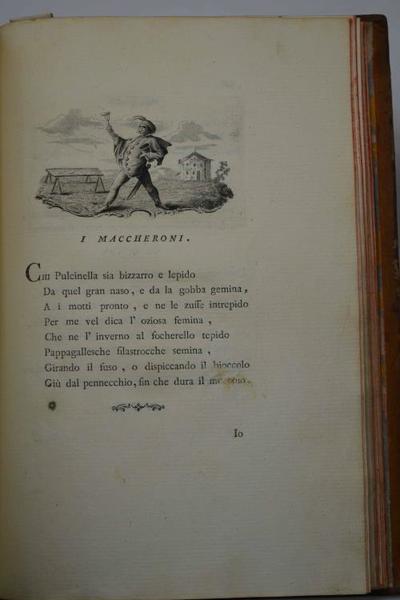 I MACCHERONI.
Chi Pulcinella sia bizzarro e lepido
Da quel gran naso, e da la gobba gemina,
A i motti pronto, e ne le zuffe intrepido
Per me vel dica l' oziosa femina,
Che ne l' inverno al focherello tepido
Pappagallesche filastrocche semina,
Girando il fuso, o dispiccando il bioccolo
Giù dal pennecchio, fin che dura il moccolo.
Io